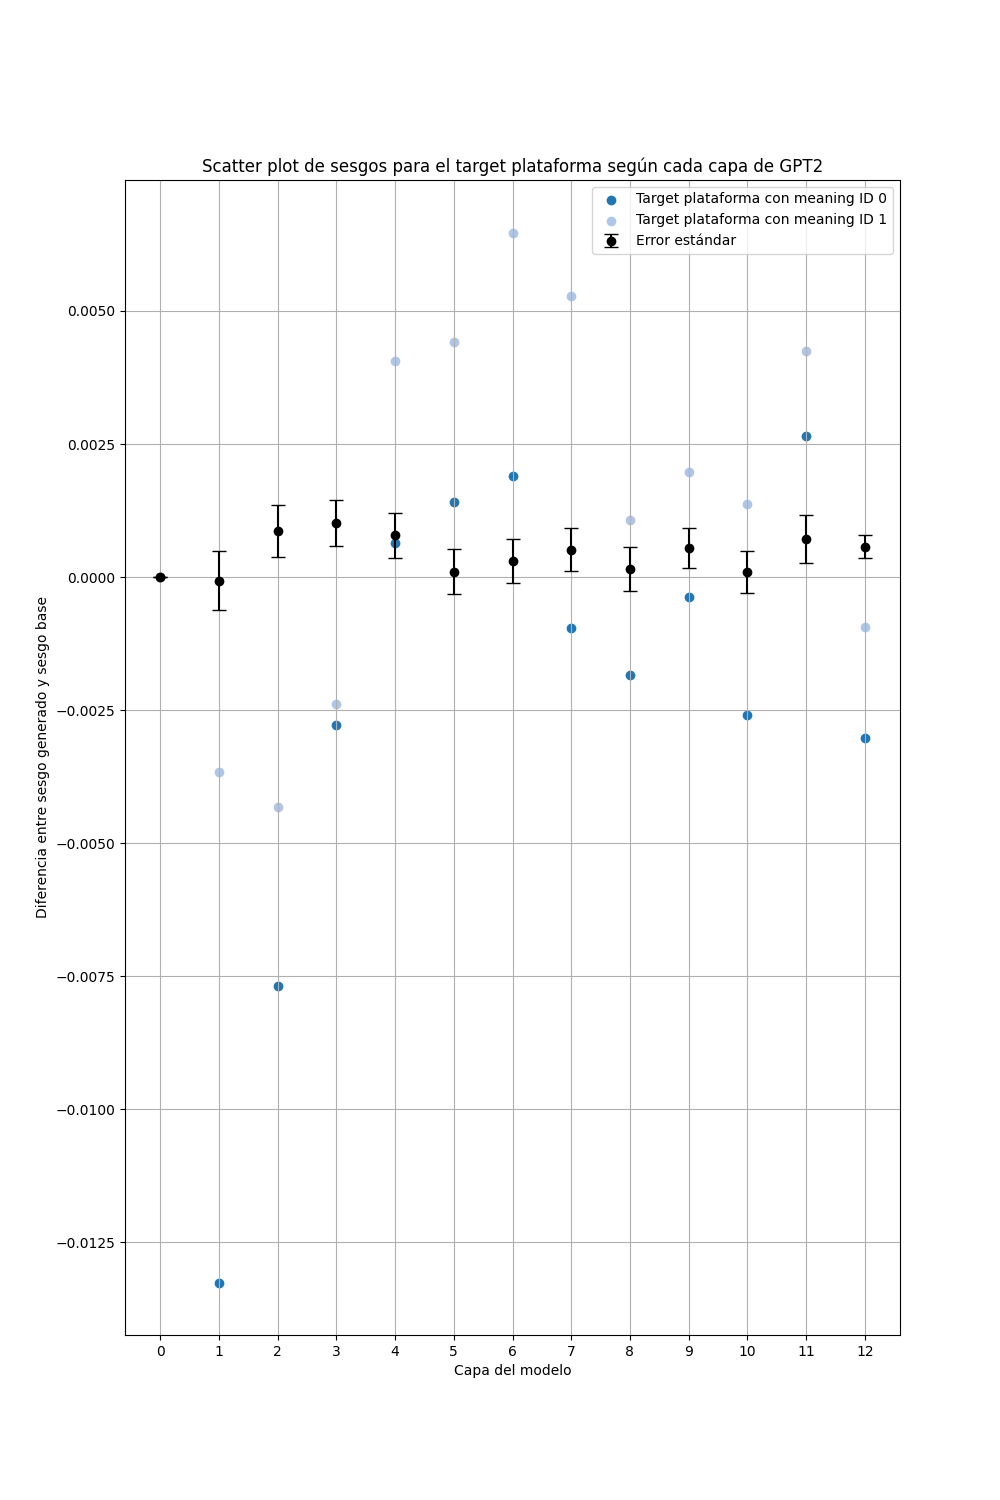 Scatter plot de sesgos para el target plataforma según cada capa de GPT2
Target plataforma con meaning ID 0
Target plataforma con meaning ID 1
Error estándar
0.0050
0.0025
0.0000
−0.0025
−0.0050
−0.0075
−0.0100
−0.0125
Diferencia entre sesgo generado y sesgo base
0 1 2 3 4 5 6 7 8 9 10 11 12
Capa del modelo